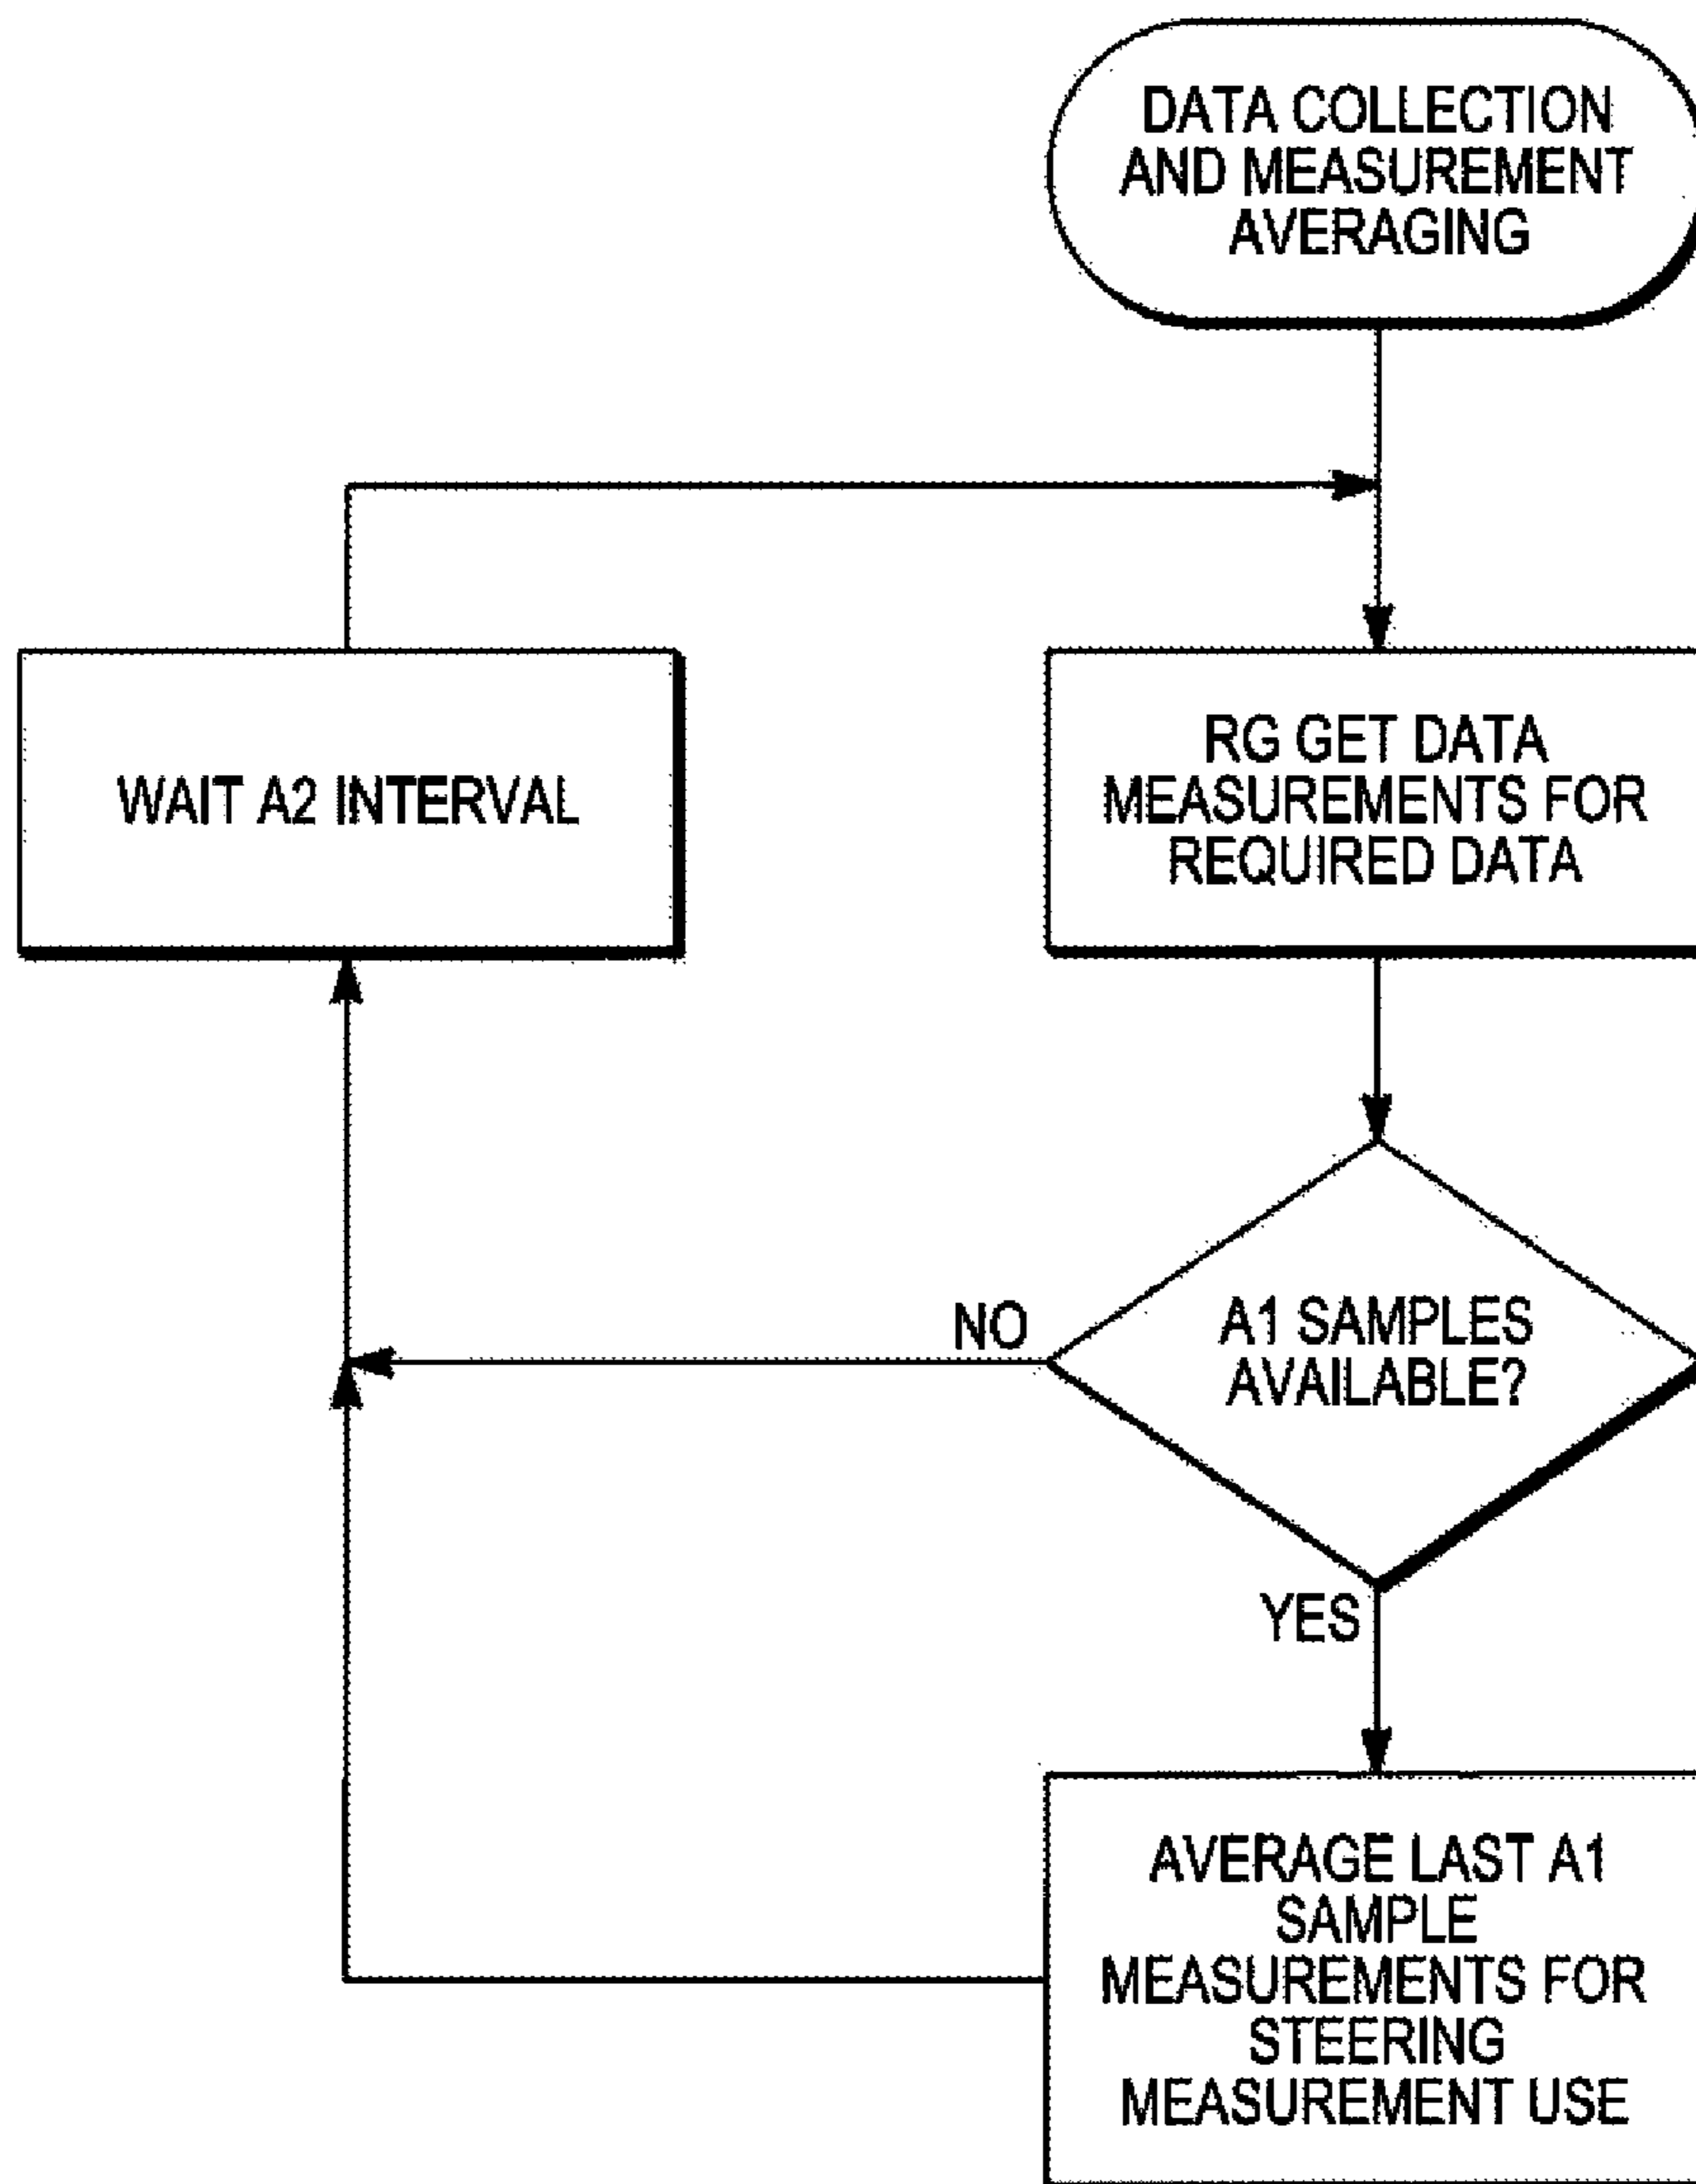 DATA COLLECTION
AND MEASUREMENT
AVERAGING
WAIT A2 INTERVAL
RG GET DATA
MEASUREMENTS FOR
REQUIRED DATA
NO
A1 SAMPLES
AVAILABLE?
YES
AVERAGE LAST A1
SAMPLE
MEASUREMENTS FOR
STEERING
MEASUREMENT USE